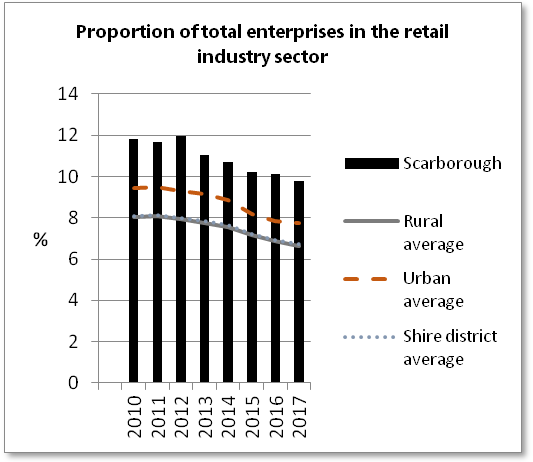 Proportion of total enterprises in the retail
industry sector
14
12
10
8
6
4
2
0
%
2010
2011
2012
2013
2014
2015
2016
2017
Scarborough
Rural
average
Urban
average
Shire district
average